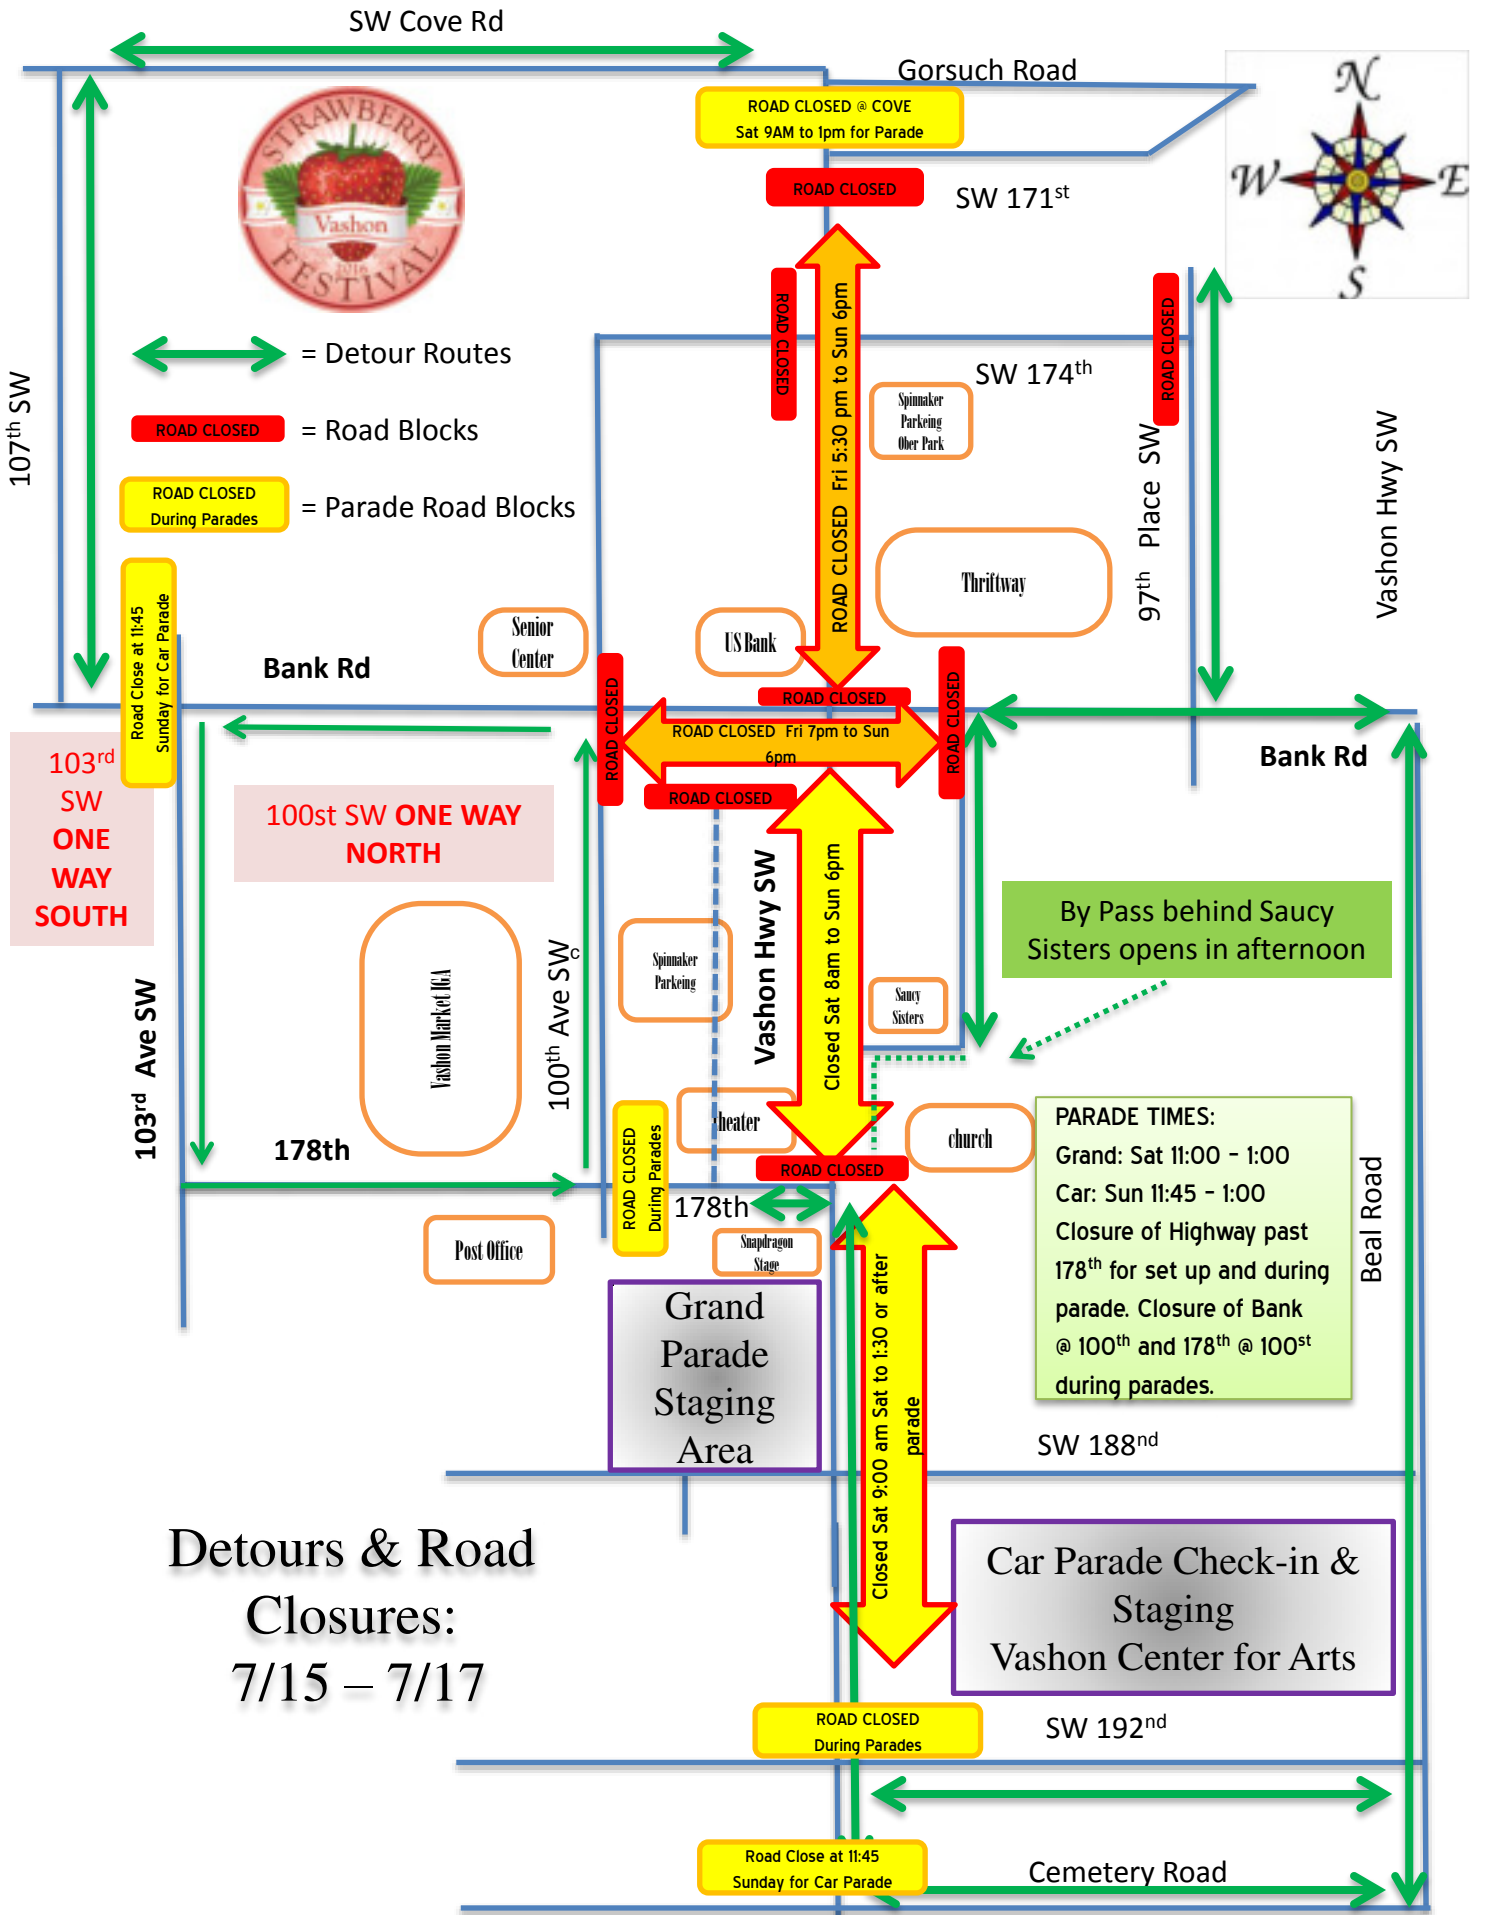 SW Cove Rd
Gorsuch Road
N
W
E
S
ROAD CLOSED @ COVE
Sat 9AM to 1pm for Parade
ROAD CLOSED
SW 171st
STRAWBERRY
Vashon
2016
FESTIVAL
= Detour Routes
ROAD CLOSED
= Road Blocks
ROAD CLOSED
During Parades
= Parade Road Blocks
107th SW
ROAD CLOSED
ROAD CLOSED Fri 5:30 pm to Sun 6pm
SW 174th
ROAD CLOSED
Spinnaker
Parkeing
Ober Park
97th Place SW
Vashon Hwy SW
Thriftway
Road Close at 11:45
Sunday for Car Parade
Senior
Center
US Bank
Bank Rd
ROAD CLOSED
ROAD CLOSED
ROAD CLOSED
ROAD CLOSED Fri 7pm to Sun
6pm
Bank Rd
ROAD CLOSED
103rd
SW
ONE
WAY
SOUTH
100st SW ONE WAY
NORTH
Vashon Hwy SW
Closed Sat 8am to Sun 6pm
By Pass behind Saucy
Sisters opens in afternoon
Vashon Market IGA
100th Ave SW
c
Spinnaker
Parkeing
Saucy
Sisters
103rd Ave SW
178th
ROAD CLOSED
During Parades
theater
church
ROAD CLOSED
PARADE TIMES:
Grand: Sat 11:00 – 1:00
Car: Sun 11:45 – 1:00
Closure of Highway past
178th for set up and during
parade. Closure of Bank
@ 100th and 178th @ 100st
during parades.
Beal Road
178th
Post Office
Snapdragon
Stage
Grand
Parade
Staging
Area
Closed Sat 9:00 am Sat to 1:30 or after
parade
SW 188nd
Detours & Road
Closures:
7/15 – 7/17
Car Parade Check-in &
Staging
Vashon Center for Arts
ROAD CLOSED
During Parades
SW 192nd
Road Close at 11:45
Sunday for Car Parade
Cemetery Road